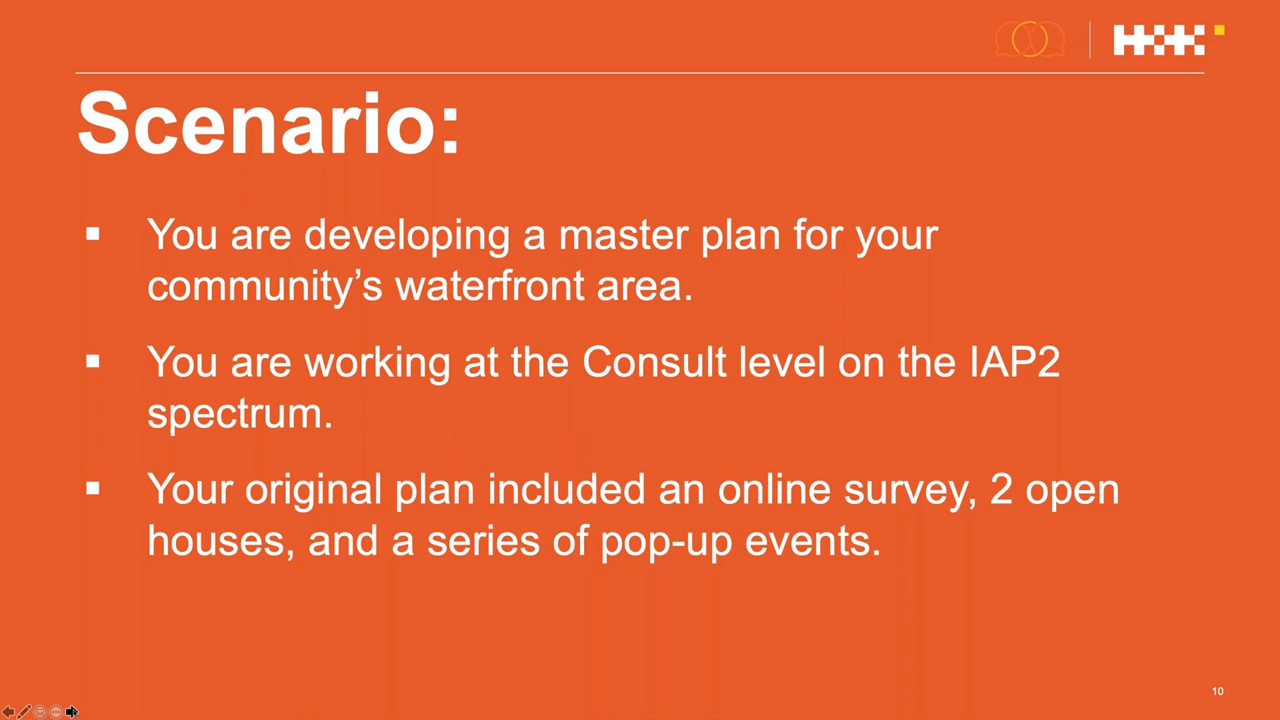 Scenario:
▪ You are developing a master plan for your
community’s waterfront area.
▪ You are working at the Consult level on the IAP2
spectrum.
▪ Your original plan included an online survey, 2 open
houses, and a series of pop-up events.
10